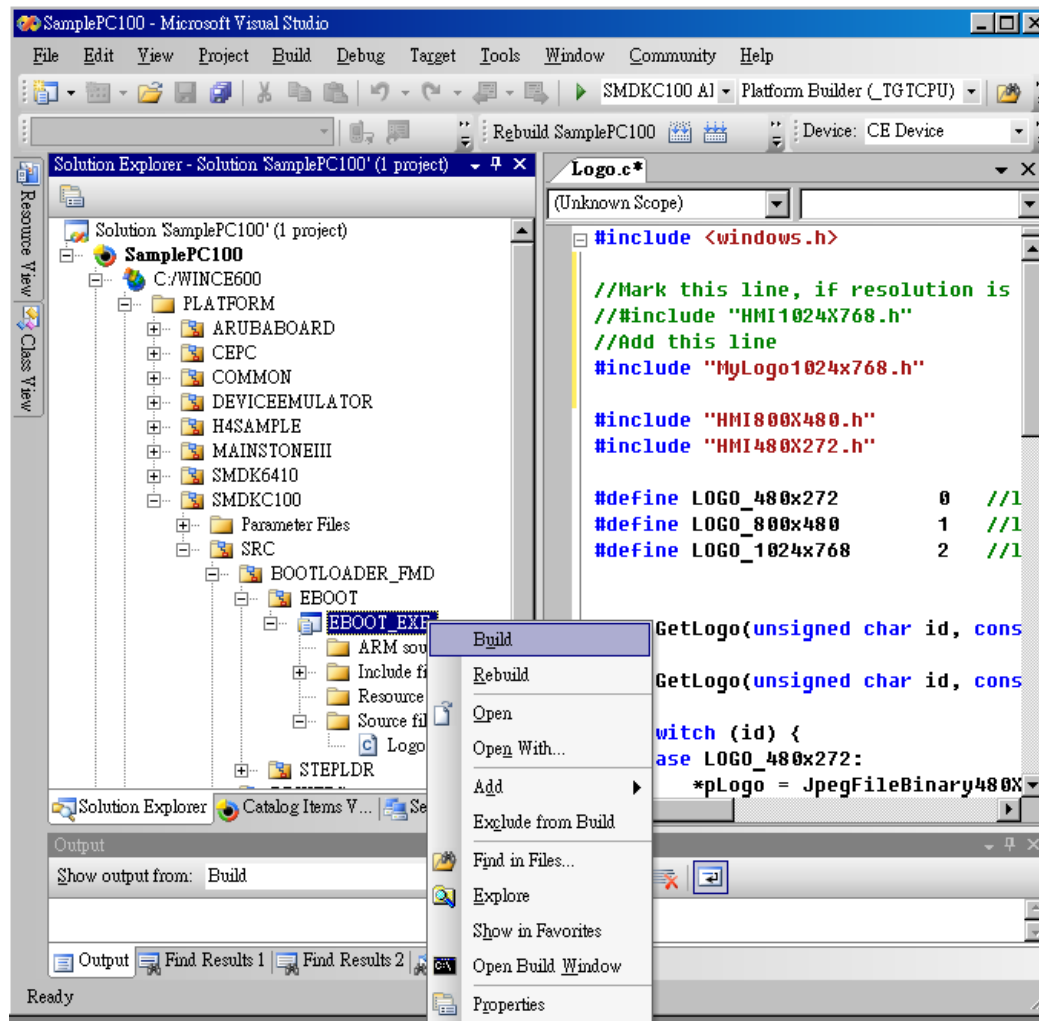 SamplePC100 - Microsoft Visual Studio
File Edit View Project Build Debug Target Tools Window Community Help
SMDKC100 Platform Builder (_TGTCPU)
Rebuild SamplePC100 Device: CE Device
Solution Explorer - Solution 'SamplePC100' (1 project)
Logo.c*
(Unknown Scope)
Resource View
Class View
Solution 'SamplePC100' (1 project)
SamplePC100
C:/WINCE600
PLATFORM
ARUBABOARD
CEPC
COMMON
DEVICEEMULATOR
H4SAMPLE
MAINSTONEIII
SMDK6410
SMDKC100
Parameter Files
SRC
BOOTLOADER_FMD
EBOOT
EBOOT_EXE
ARM sou
Include fi
Resource
Source fil
Logo
STEPLDR
#include <windows.h>
//Mark this line, if resolution is
//#include "HMI1024X768.h"
//Add this line
#include "MyLogo1024x768.h"
#include "HMI800X480.h"
#include "HMI480X272.h"
#define LOGO_480x272 0 //l
#define LOGO_800x480 1 //l
#define LOGO_1024x768 2 //l
GetLogo(unsigned char id, cons
GetLogo(unsigned char id, cons
witch (id) {
ase LOGO_480x272:
*pLogo = JpegFileBinary480X
Build
Rebuild
Open
Open With...
Add
Exclude from Build
Find in Files...
Explore
Show in Favorites
Open Build Window
Properties
Solution Explorer Catalog Items V... Se
Output
Show output from: Build
Output Find Results 1 Find Results 2
Ready